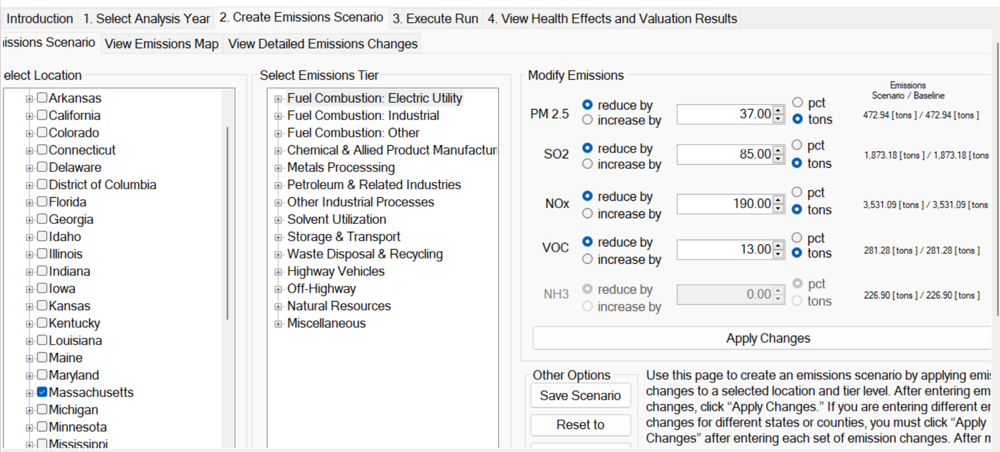 Introduction 1. Select Analysis Year 2. Create Emissions Scenario 3. Execute Run 4. View Health Effects and Valuation Results
issions Scenario View Emissions Map View Detailed Emissions Changes
elect Location
Arkansas
California
Colorado
Connecticut
Delaware
District of Columbia
Florida
Georgia
Idaho
Illinois
Indiana
Iowa
Kansas
Kentucky
Louisiana
Maine
Maryland
Massachusetts
Michigan
Minnesota
Mississippi
Select Emissions Tier
Fuel Combustion: Electric Utility
Fuel Combustion: Industrial
Fuel Combustion: Other
Chemical & Allied Product Manufacturi
Metals Processsing
Petroleum & Related Industries
Other Industrial Processes
Solvent Utilization
Storage & Transport
Waste Disposal & Recycling
Highway Vehicles
Off-Highway
Natural Resources
Miscellaneous
Modify Emissions
Emissions
Scenario / Baseline
PM 2.5 reduce by increase by 37.00 pct tons 472.94 [ tons ] / 472.94 [ tons ]
SO2 reduce by increase by 85.00 pct tons 1,873.18 [ tons ] / 1,873.18 [ tons
NOx reduce by increase by 190.00 pct tons 3,531.09 [ tons ] / 3,531.09 [ tons
VOC reduce by increase by 13.00 pct tons 281.28 [ tons ] / 281.28 [ tons ]
NH3 reduce by increase by 0.00 pct tons 226.90 [ tons ] / 226.90 [ tons ]
Apply Changes
Other Options
Save Scenario
Reset to
Use this page to create an emissions scenario by applying emis
changes to a selected location and tier level. After entering em
changes, click “Apply Changes.” If you are entering different er
changes for different states or counties, you must click “Apply
Changes” after entering each set of emission changes. After m